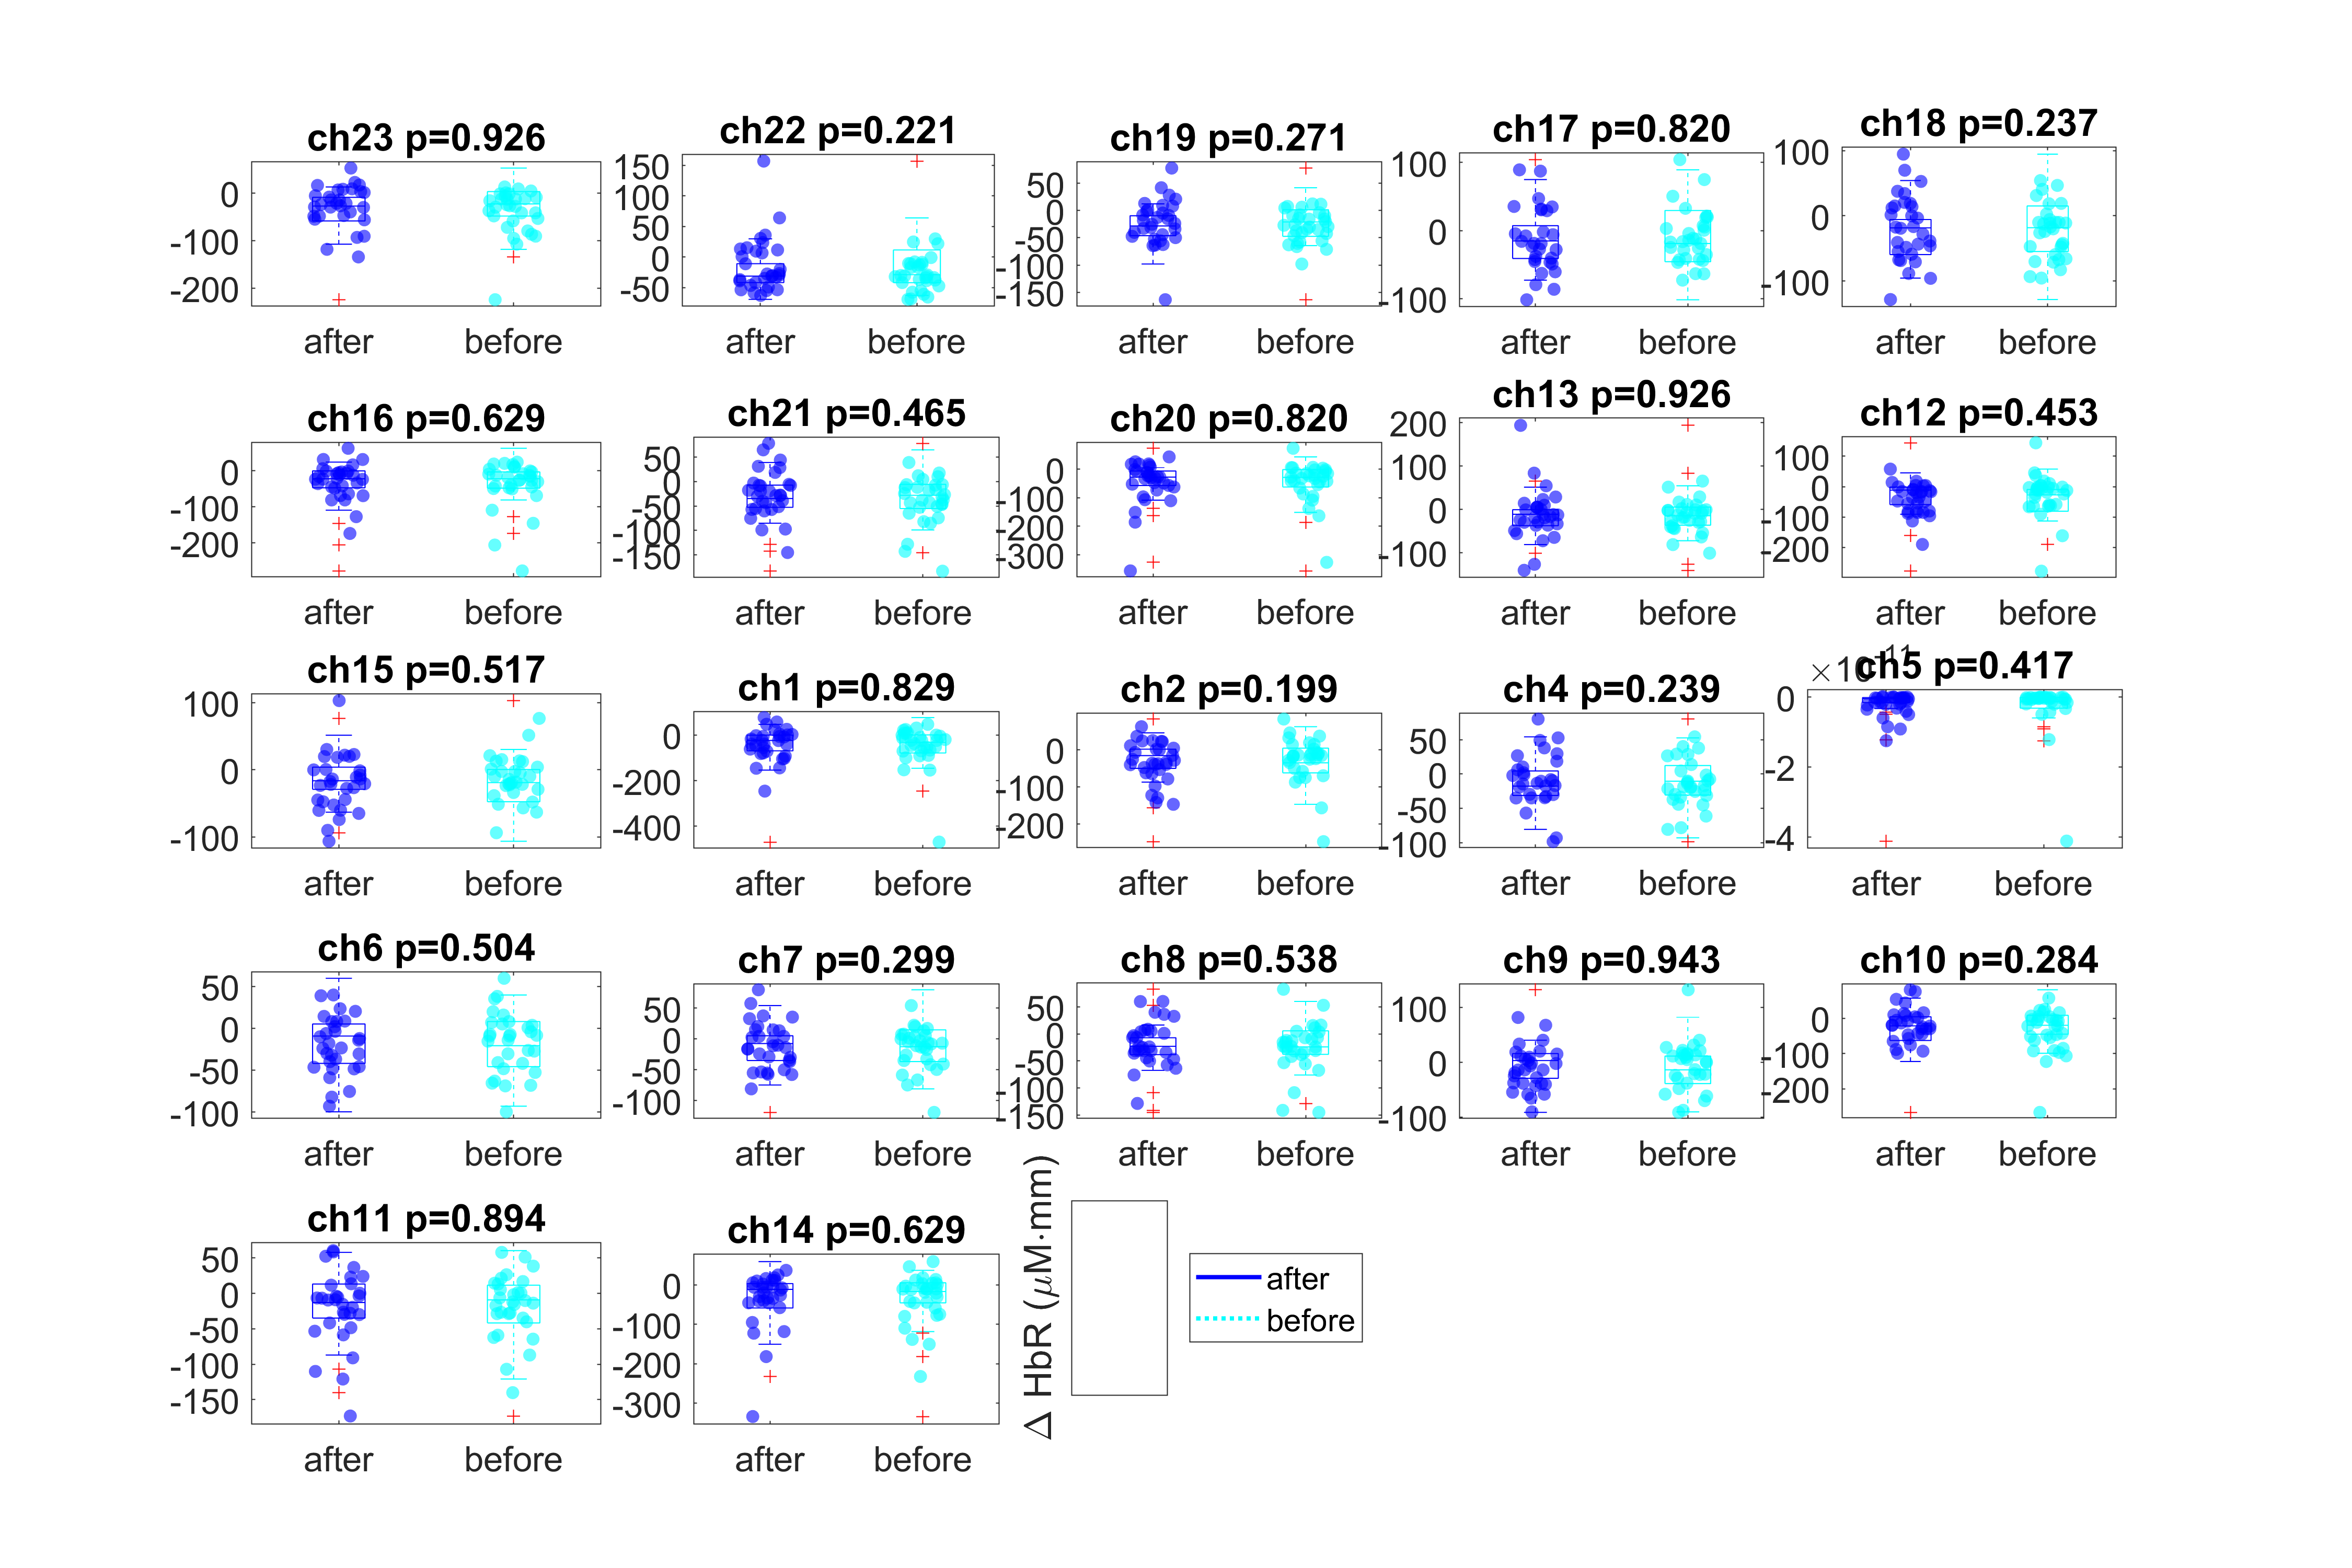 ch23 p=0.926
0
-100
-200
after
before
ch22 p=0.221
150
100
50
0
-50
after
before
ch19 p=0.271
50
0
-50
-100
-150
after
before
ch17 p=0.820
100
0
-100
after
before
ch18 p=0.237
100
0
-100
after
before
ch16 p=0.629
0
-100
-200
after
before
ch21 p=0.465
50
0
-50
-100
-150
after
before
ch20 p=0.820
0
-100
-200
-300
after
before
ch13 p=0.926
200
100
0
-100
after
before
ch12 p=0.453
100
0
-100
-200
after
before
ch15 p=0.517
100
0
-100
after
before
ch1 p=0.829
0
-200
-400
after
before
ch2 p=0.199
0
-100
-200
after
before
ch4 p=0.239
50
0
-50
-100
after
before
×10-11
ch5 p=0.417
0
-2
-4
after
before
ch6 p=0.504
50
0
-50
-100
after
before
ch7 p=0.299
50
0
-50
-100
after
before
ch8 p=0.538
50
0
-50
-100
-150
after
before
ch9 p=0.943
100
0
-100
after
before
ch10 p=0.284
0
-100
-200
after
before
ch11 p=0.894
50
0
-50
-100
-150
after
before
ch14 p=0.629
0
-100
-200
-300
after
before
Δ HbR (μM·mm)
after
before